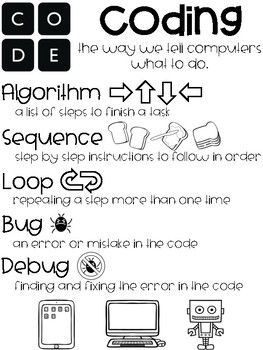 CO
DE
Coding
the way we tell computers
what to do.
Algorithm
a list of steps to finish a task
Sequence
step by step instructions to follow in order
Loop
repeating a step more than one time
Bug
an error or mistake in the code
Debug
finding and fixing the error in the code